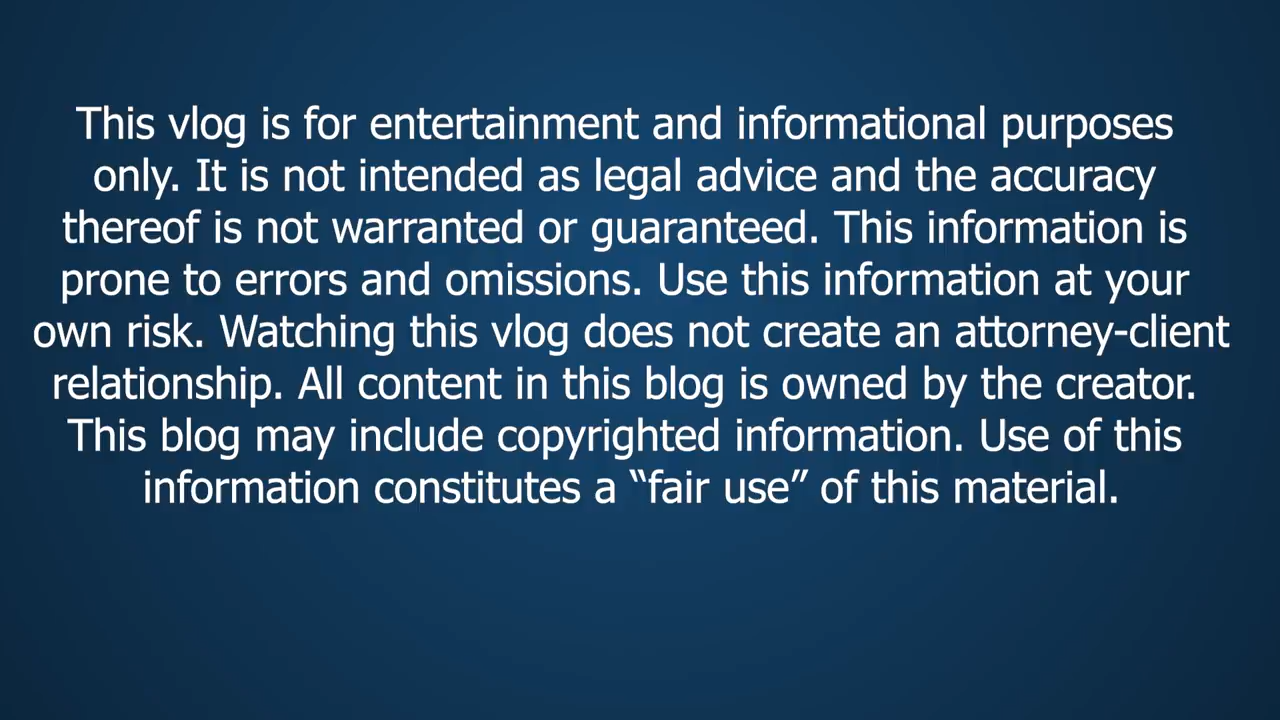 This vlog is for entertainment and informational purposes
only. It is not intended as legal advice and the accuracy
thereof is not warranted or guaranteed. This information is
prone to errors and omissions. Use this information at your
own risk. Watching this vlog does not create an attorney-client
relationship. All content in this blog is owned by the creator.
This blog may include copyrighted information. Use of this
information constitutes a “fair use” of this material.